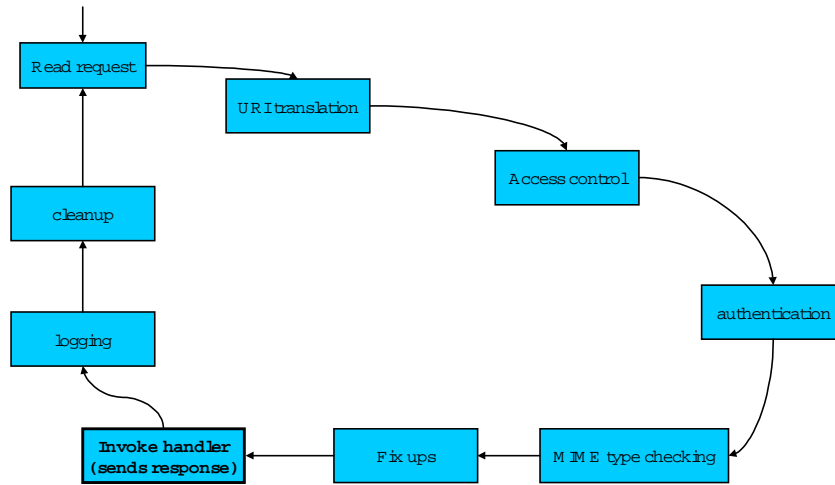 Read request
URI translation
Access control
authentication
MIME type checking
Fix ups
Invoke handler
(sends response)
logging
cleanup